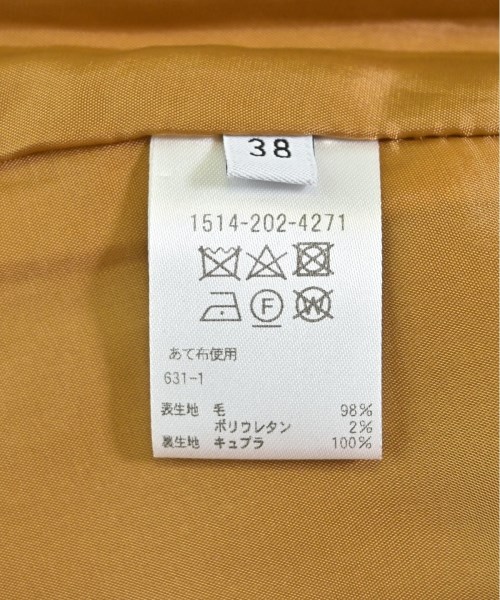 38
1514-202-4271
F
W
あて布使用
631-1
表生地 毛 98%
ポリウレタン 2%
裏生地 キュプラ 100%